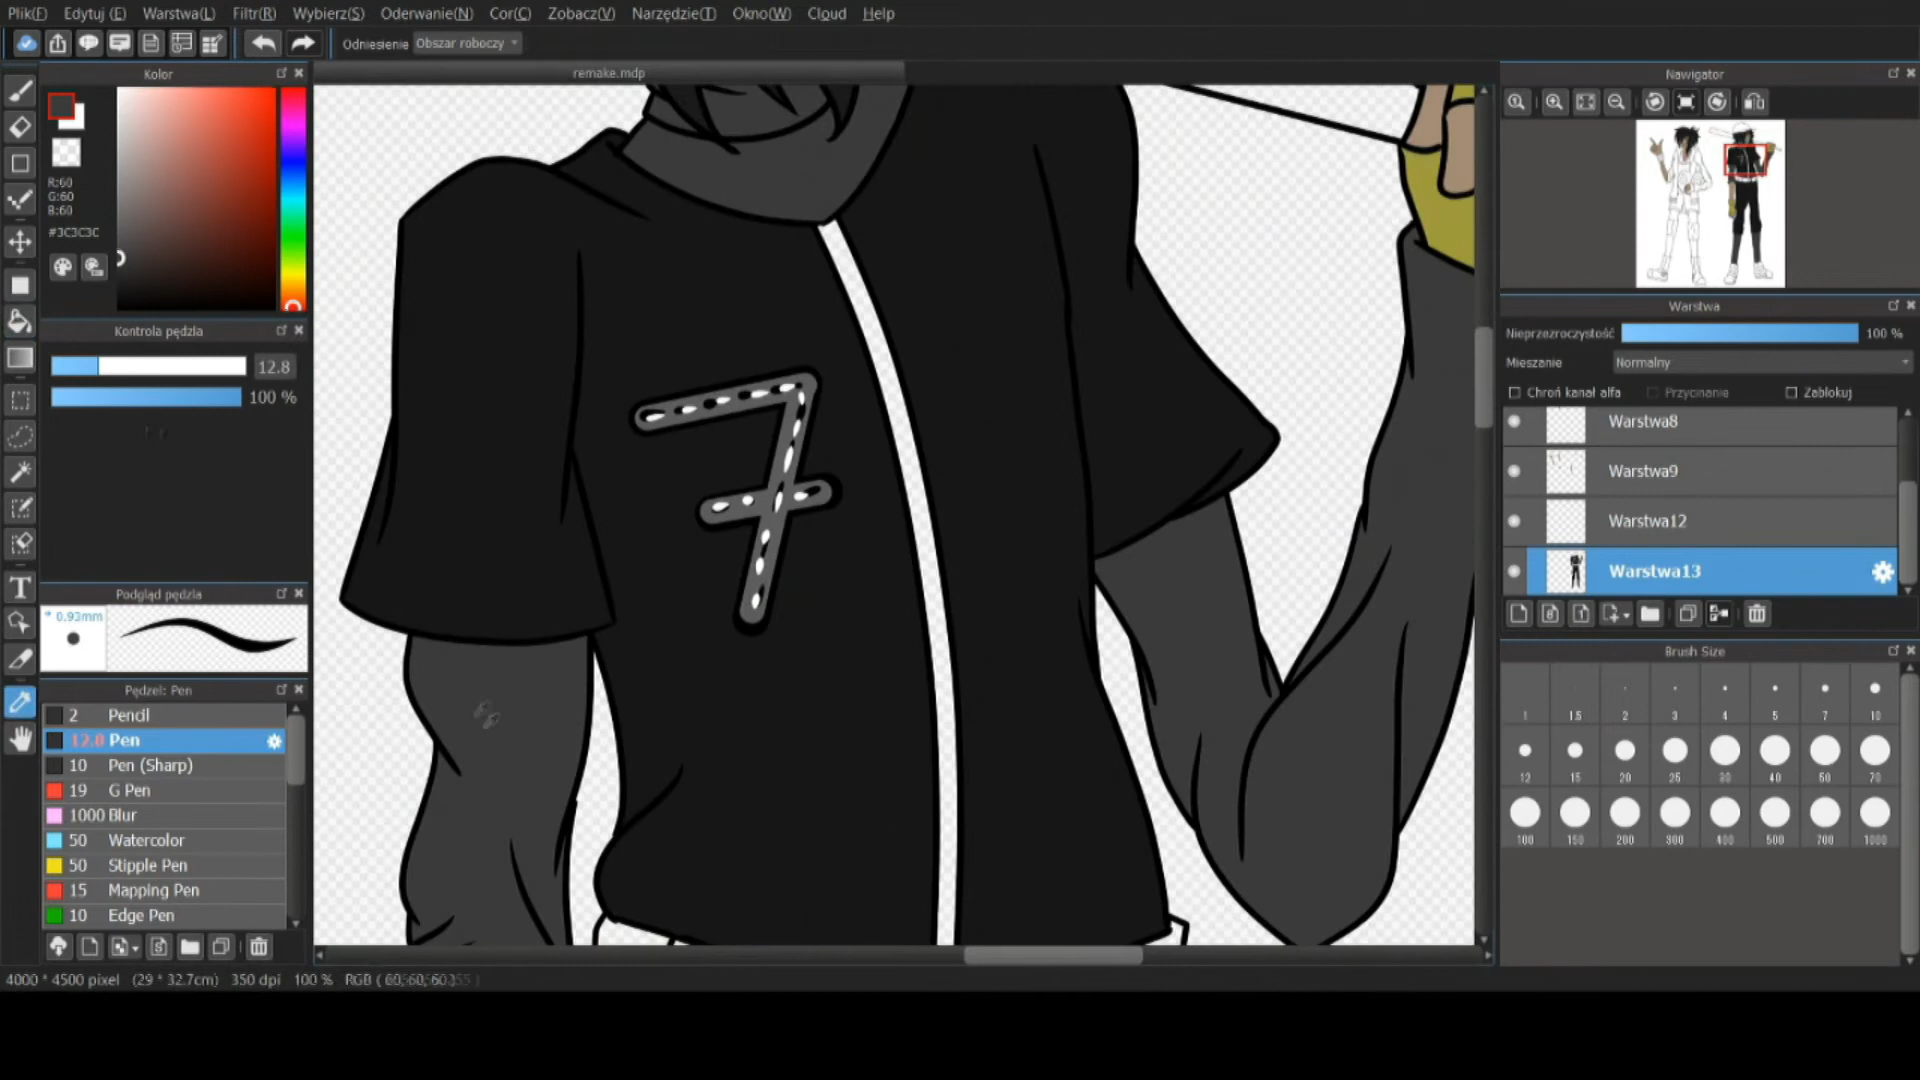 Plik(F) Edytuj (E) Warstwa(L) Filtr(R) Wybierz(S) Oderwanie(N) Cor(C) Zobacz(V) Narzędzie(T) Okno(W) Cloud Help
Odniesienie Obszar roboczy
Kolor
remake.mdp
Nawigator
R:60
G:60
B:60
#3C3C3C
Kontrola pędzla
12.8
100 %
Podgląd pędzla
* 0.93mm
Pędzel: Pen
2 Pencil
12.8 Pen
10 Pen (Sharp)
19 G Pen
1000 Blur
50 Watercolor
50 Stipple Pen
15 Mapping Pen
10 Edge Pen
7
Warstwa
Nieprzezroczystość 100 %
Mieszanie Normalny
Chroń kanał alfa Przycinanie Zablokuj
Warstwa8
Warstwa9
Warstwa12
Warstwa13
Brush Size
1 1.5 2 3 4 5 7 10
12 15 20 25 30 40 50 70
100 150 200 300 400 500 700 1000
4000 * 4500 pixel (29 * 32.7cm) 350 dpi 100 % RGB (